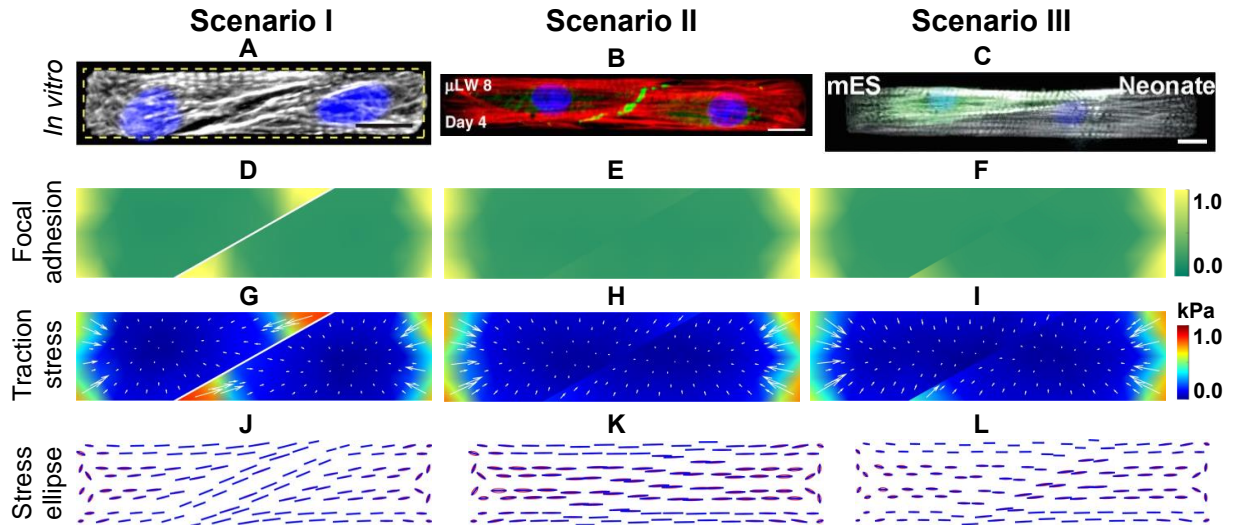 Scenario I Scenario II Scenario III
A B C
In vitro
µLW 8
Day 4
mES Neonate
D E F
Focal
adhesion
1.0
0.0
G H I
Traction
stress
kPa
1.0
0.0
J K L
Stress
ellipse